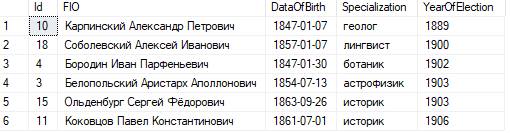 Id FIO DataOfBirth Specialization YearOfElection
1 10 Карпинский Александр Петрович 1847-01-07 геолог 1889
2 18 Соболевский Алексей Иванович 1857-01-07 лингвист 1900
3 4 Бородин Иван Парфеньевич 1847-01-30 ботаник 1902
4 3 Белопольский Аристарх Аполлонович 1854-07-13 астрофизик 1903
5 15 Ольденбург Сергей Фёдорович 1863-09-26 историк 1903
6 11 Коковцов Павел Константинович 1861-07-01 историк 1906